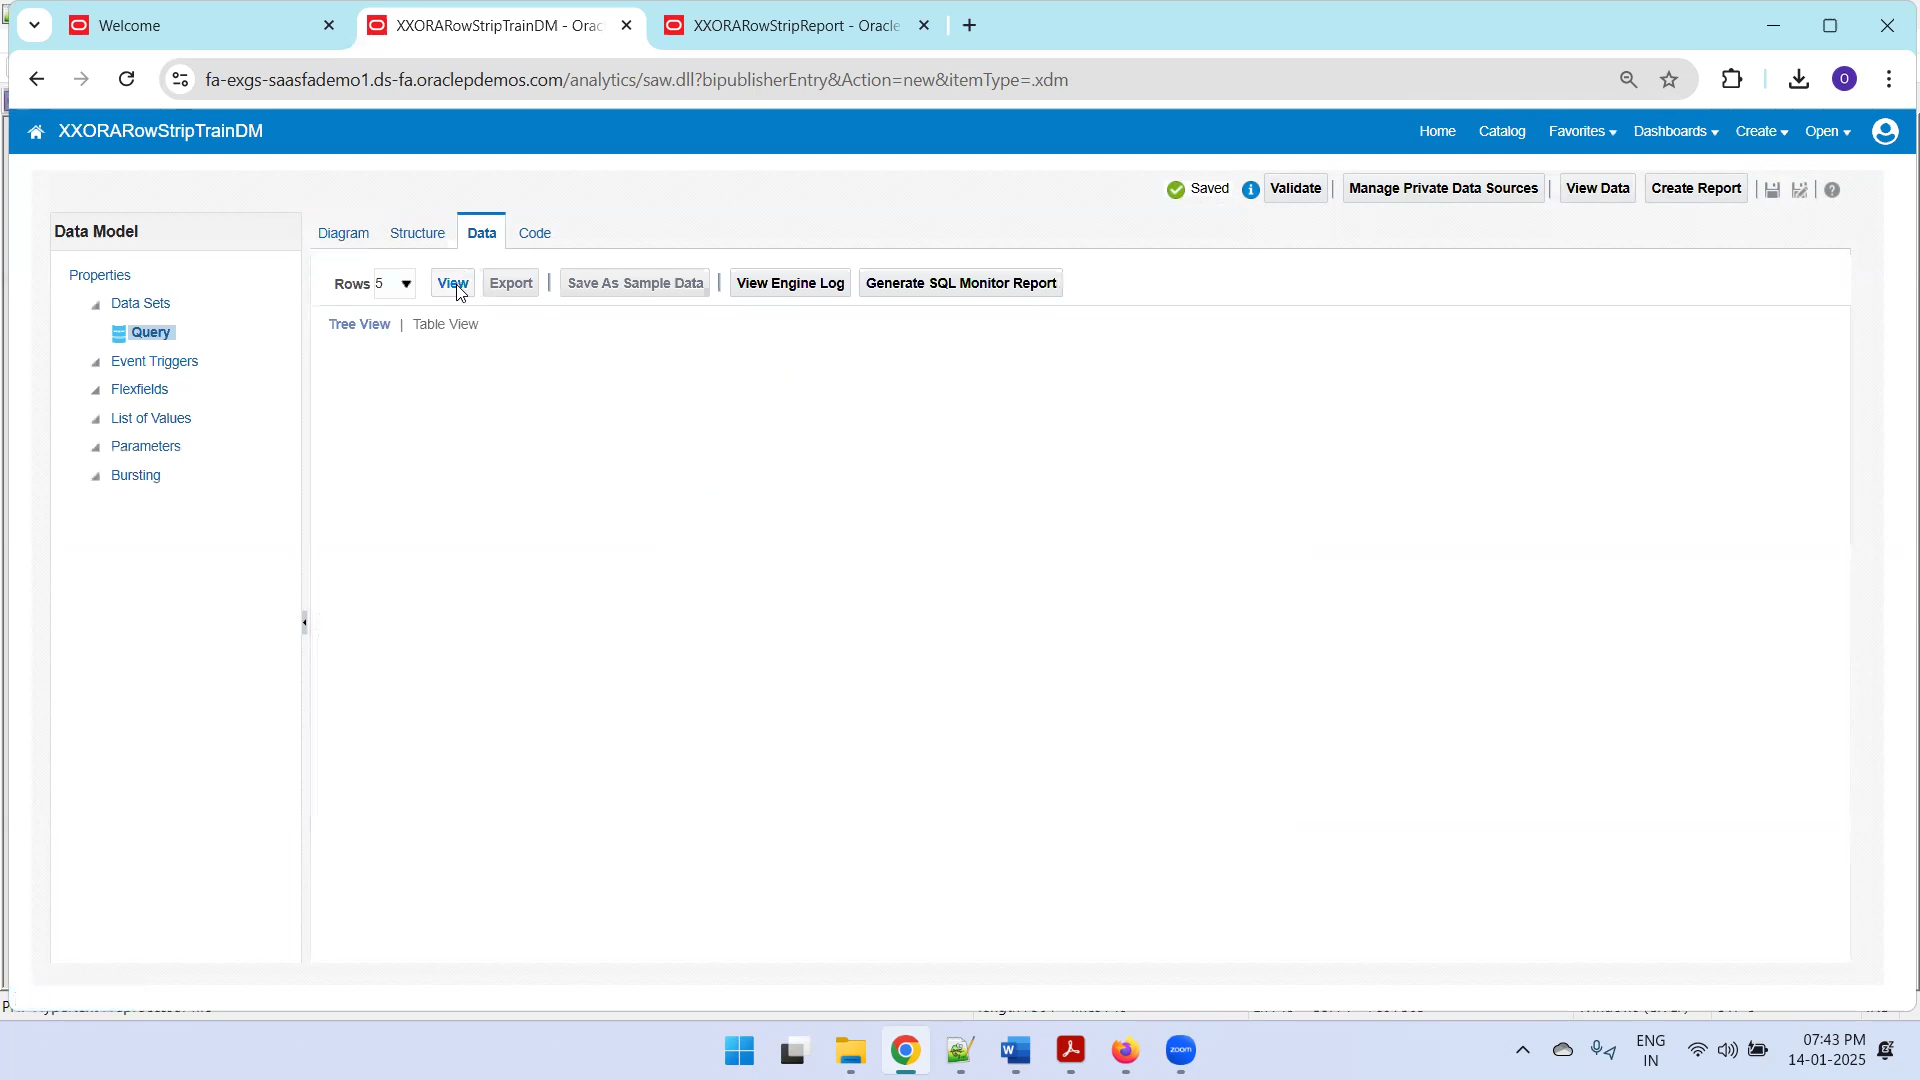 Welcome
XXORARowStripTrainDM - Orac
XXORARowStripReport - Oracle
fa-exgs-saasfademo1.ds-fa.oraclepdemos.com/analytics/saw.dll?bipublisherEntry&Action=new&itemType=.xdm
O
XXORARowStripTrainDM
Home
Catalog
Favorites
Dashboards
Create
Open
Saved
Validate
Manage Private Data Sources
View Data
Create Report
Data Model
Diagram
Structure
Data
Code
Properties
Data Sets
Query
Event Triggers
Flexfields
List of Values
Parameters
Bursting
Rows 5
View
Export
Save As Sample Data
View Engine Log
Generate SQL Monitor Report
Tree View | Table View
zoom
ENG
IN
07:43 PM
14-01-2025